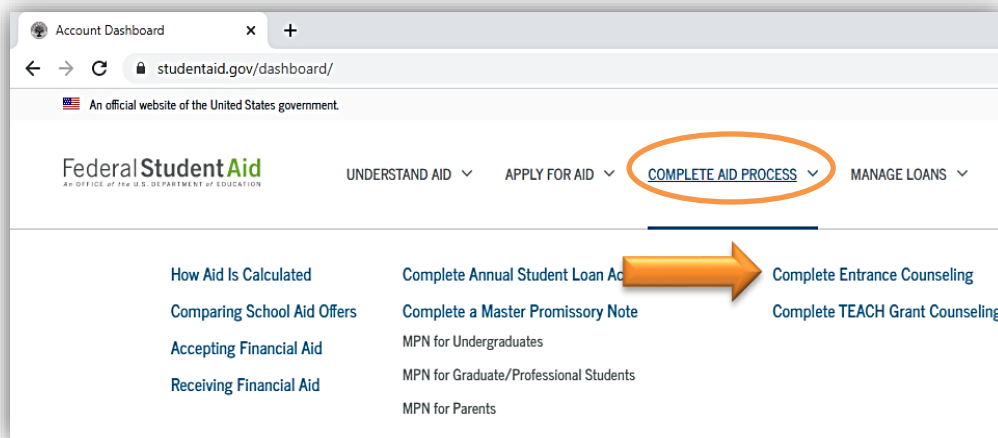 Account Dashboard
studentaid.gov/dashboard/
An official website of the United States government.
Federal Student Aid
An OFFICE of the U.S. DEPARTMENT of EDUCATION
UNDERSTAND AID
APPLY FOR AID
COMPLETE AID PROCESS
MANAGE LOANS
How Aid Is Calculated
Comparing School Aid Offers
Accepting Financial Aid
Receiving Financial Aid
Complete Annual Student Loan
Complete a Master Promissory Note
MPN for Undergraduates
MPN for Graduate/Professional Students
MPN for Parents
Complete Entrance Counseling
Complete TEACH Grant Counseling